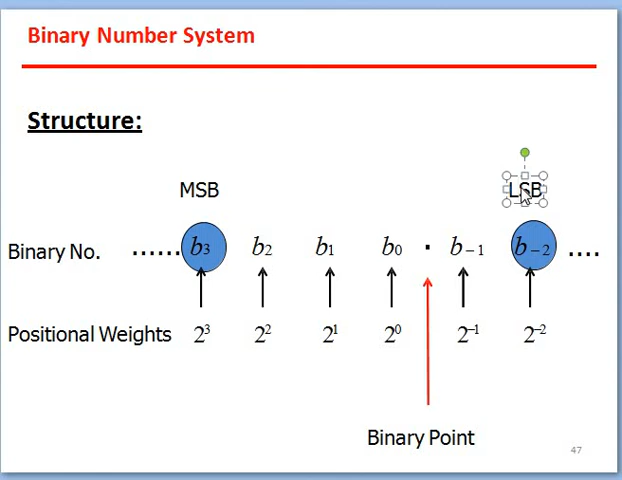 Binary Number System
Structure:
MSB LSB
Binary No. ...... b3 b2 b1 b0 . b−1 b−2 ....
Positional Weights 2³ 2² 2¹ 2⁰ 2⁻¹ 2⁻²
Binary Point
47